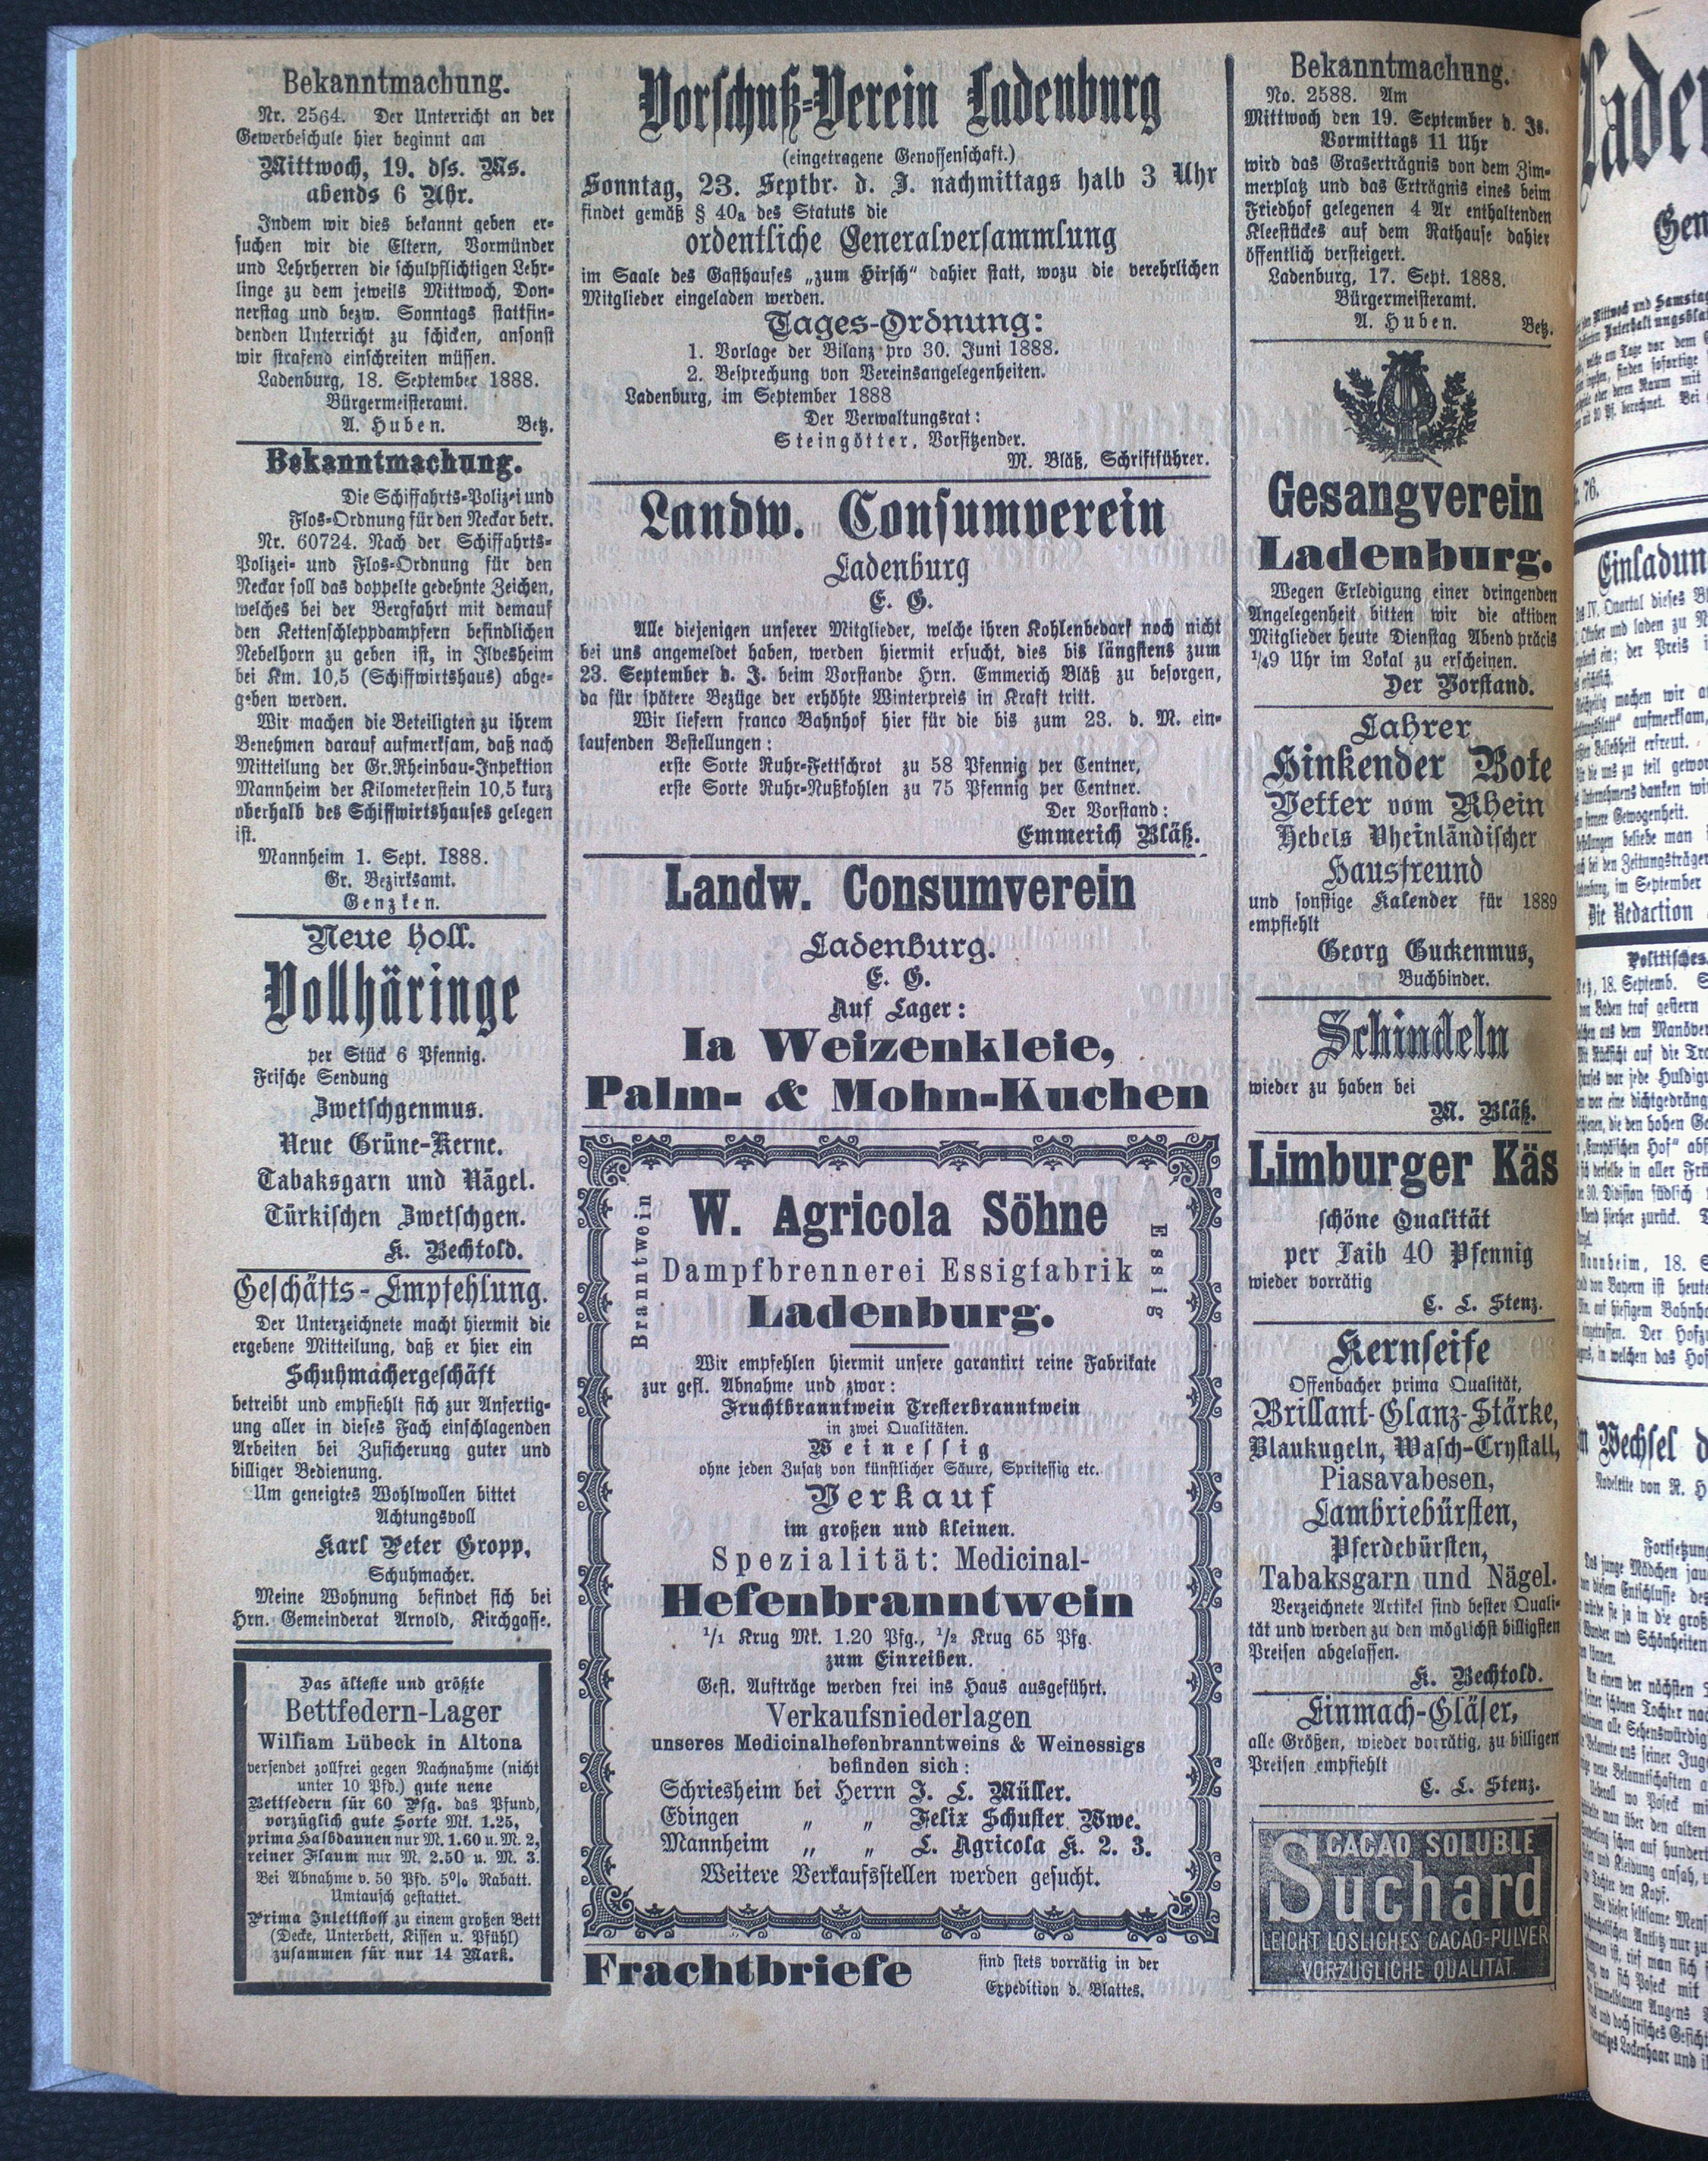 Bekanntmachung.
Nr. 2564. Der Unterricht an der
Gewerbeschule hier beginnt am
Mittwoch, 19. dss. Ms.
abends 6 Uhr.
Indem wir dies bekannt geben er-
suchen wir die Eltern, Vormünder
und Lehrherren die schulpflichtigen Lehr-
linge zu dem jeweils Mittwoch, Don-
nerstag und bezw. Sonntags stattfin-
denden Unterricht zu schicken, ansonst
wir strafend einschreiten müssen.
Ladenburg, 18. September 1888.
Bürgermeisteramt.
A. Huben. Betz.
Bekanntmachung.
Die Schiffahrts-Polizei und
Flos-Ordnung für den Neckar betr.
Nr. 60724. Nach der Schiffahrts-
Polizei- und Flos-Ordnung für den
Neckar soll das doppelte gedehnte Zeichen,
welches bei der Bergfahrt mit demauf
den Kettenschleppdampfern befindlichen
Nebelhorn zu geben ist, in Ilvesheim
bei Km. 10,5 (Schiffwirtshaus) abge-
geben werden.
Wir machen die Beteiligten zu ihrem
Benehmen darauf aufmerksam, daß nach
Mitteilung der Gr.Rheinbau-Inpektion
Mannheim der Kilometerstein 10,5 kurz
oberhalb des Schiffwirtshauses gelegen
ist.
Mannheim 1. Sept. 1888.
Gr. Bezirksamt.
Genzken.
Neue holl.
Vollhäringe
per Stück 6 Pfennig.
Frische Sendung
Zwetschgenmus.
Neue Grüne-Kerne.
Tabaksgarn und Nägel.
Türkischen Zwetschgen.
K. Bechtold.
Geschäfts-Empfehlung.
Der Unterzeichnete macht hiermit die
ergebene Mitteilung, daß er hier ein
Schuhmachergeschäft
betreibt und empfiehlt sich zur Anfertig-
ung aller in dieses Fach einschlagenden
Arbeiten bei Zusicherung guter und
billiger Bedienung.
Um geneigtes Wohlwollen bittet
Achtungsvoll
Karl Peter Gropp,
Schuhmacher.
Meine Wohnung befindet sich bei
Hrn. Gemeinderat Arnold, Kirchgasse.
Das älteste und größte
Bettfedern-Lager
William Lübeck in Altona
versendet zollfrei gegen Nachnahme (nicht
unter 10 Pfd.) gute neue
Bettfedern für 60 Pfg. das Pfund,
vorzüglich gute Sorte Mk. 1.25,
prima Halbdaunen nur M. 1.60 u. M. 2,
reiner Flaum nur M. 2.50 u. M. 3.
Bei Abnahme v. 50 Pfd. 5% Rabatt.
Umtausch gestattet.
Prima Inlettstoff zu einem großen Bett
(Decke, Unterbett, Kissen u. Pfühl)
zusammen für nur 14 Mark.
Vorschuß-Verein Ladenburg
(eingetragene Genossenschaft.)
Sonntag, 23. Septbr. d. J. nachmittags halb 3 Uhr
findet gemäß § 40a des Statuts die
ordentliche Generalversammlung
im Saale des Gasthauses „zum Hirsch“ dahier statt, wozu die verehrlichen
Mitglieder eingeladen werden.
Tages-Ordnung:
1. Vorlage der Bilanz pro 30. Juni 1888.
2. Besprechung von Vereinsangelegenheiten.
Ladenburg, im September 1888
Der Verwaltungsrat:
Steingötter, Vorsitzender.
M. Bläß, Schriftführer.
Landw. Consumverein
Ladenburg
E. G.
Alle diejenigen unserer Mitglieder, welche ihren Kohlenbedarf noch nicht
bei uns angemeldet haben, werden hiermit ersucht, dies bis längstens zum
23. September d. J. beim Vorstande Hrn. Emmerich Bläß zu besorgen,
da für spätere Bezüge der erhöhte Winterpreis in Kraft tritt.
Wir liefern franco Bahnhof hier für die bis zum 23. d. M. ein-
laufenden Bestellungen:
erste Sorte Ruhr-Fettschrot zu 58 Pfennig per Centner,
erste Sorte Ruhr-Nußkohlen zu 75 Pfennig per Centner.
Der Vorstand:
Emmerich Bläß.
Landw. Consumverein
Ladenburg.
E. G.
Auf Lager:
Ia Weizenkleie,
Palm- & Mohn-Kuchen
Branntwein
Essig
W. Agricola Söhne
Dampfbrennerei Essigfabrik
Ladenburg.
Wir empfehlen hiermit unsere garantirt reine Fabrikate
zur gefl. Abnahme und zwar:
Fruchtbranntwein Tresterbranntwein
in zwei Qualitäten.
Weinessig
ohne jeden Zusatz von künstlicher Säure, Spritessig etc.
Verkauf
im großen und kleinen.
Spezialität: Medicinal-
Hefenbranntwein
1/1 Krug Mk. 1.20 Pfg., 1/2 Krug 65 Pfg.
zum Einreiben.
Gefl. Aufträge werden frei ins Haus ausgeführt.
Verkaufsniederlagen
unseres Medicinalhefenbranntweins & Weinessigs
befinden sich:
Schriesheim bei Herrn J. L. Müller.
Edingen „ „ Felix Schuster Wwe.
Mannheim „ „ L. Agricola K. 2. 3.
Weitere Verkaufsstellen werden gesucht.
Frachtbriefe sind stets vorrätig in der
Expedition d. Blattes.
Bekanntmachung.
No. 2588. Am
Mittwoch den 19. September d. Js.
Vormittags 11 Uhr
wird das Graserträgnis von dem Zim-
merplatz und das Erträgnis eines beim
Friedhof gelegenen 4 Ar enthaltenden
Kleestückes auf dem Rathause dahier
öffentlich versteigert.
Ladenburg, 17. Sept. 1888.
Bürgermeisteramt.
A. Huben. Betz.
Gesangverein
Ladenburg.
Wegen Erledigung einer dringenden
Angelegenheit bitten wir die aktiven
Mitglieder heute Dienstag Abend präcis
1/49 Uhr im Lokal zu erscheinen.
Der Vorstand.
Lahrer
Hinkender Bote
Vetter vom Rhein
Hebels Rheinländischer
Hausfreund
und sonstige Kalender für 1889
empfiehlt
Georg Guckenmus,
Buchbinder.
Schindeln
wieder zu haben bei
M. Bläß.
Limburger Käs
schöne Qualität
per Laib 40 Pfennig
wieder vorrätig
C. L. Stenz.
Kernseife
Offenbacher prima Qualität,
Brillant-Glanz-Stärke,
Blaukugeln, Wasch-Crystall,
Piasavabesen,
Lambriebürsten,
Pferdebürsten,
Tabaksgarn und Nägel.
Verzeichnete Artikel sind bester Quali-
tät und werden zu den möglichst billigsten
Preisen abgelassen.
K. Bechtold.
Einmach-Gläser,
alle Größen, wieder vorrätig, zu billigen
Preisen empfiehlt
C. L. Stenz.
CACAO SOLUBLE
Suchard
LEICHT LÖSLICHES CACAO-PULVER
VORZÜGLICHE QUALITÄT.
76.
Die Redaction
Politisches.
Wechsel